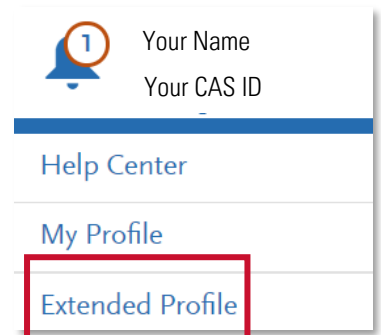 1
Your Name
Your CAS ID
Help Center
My Profile
Extended Profile